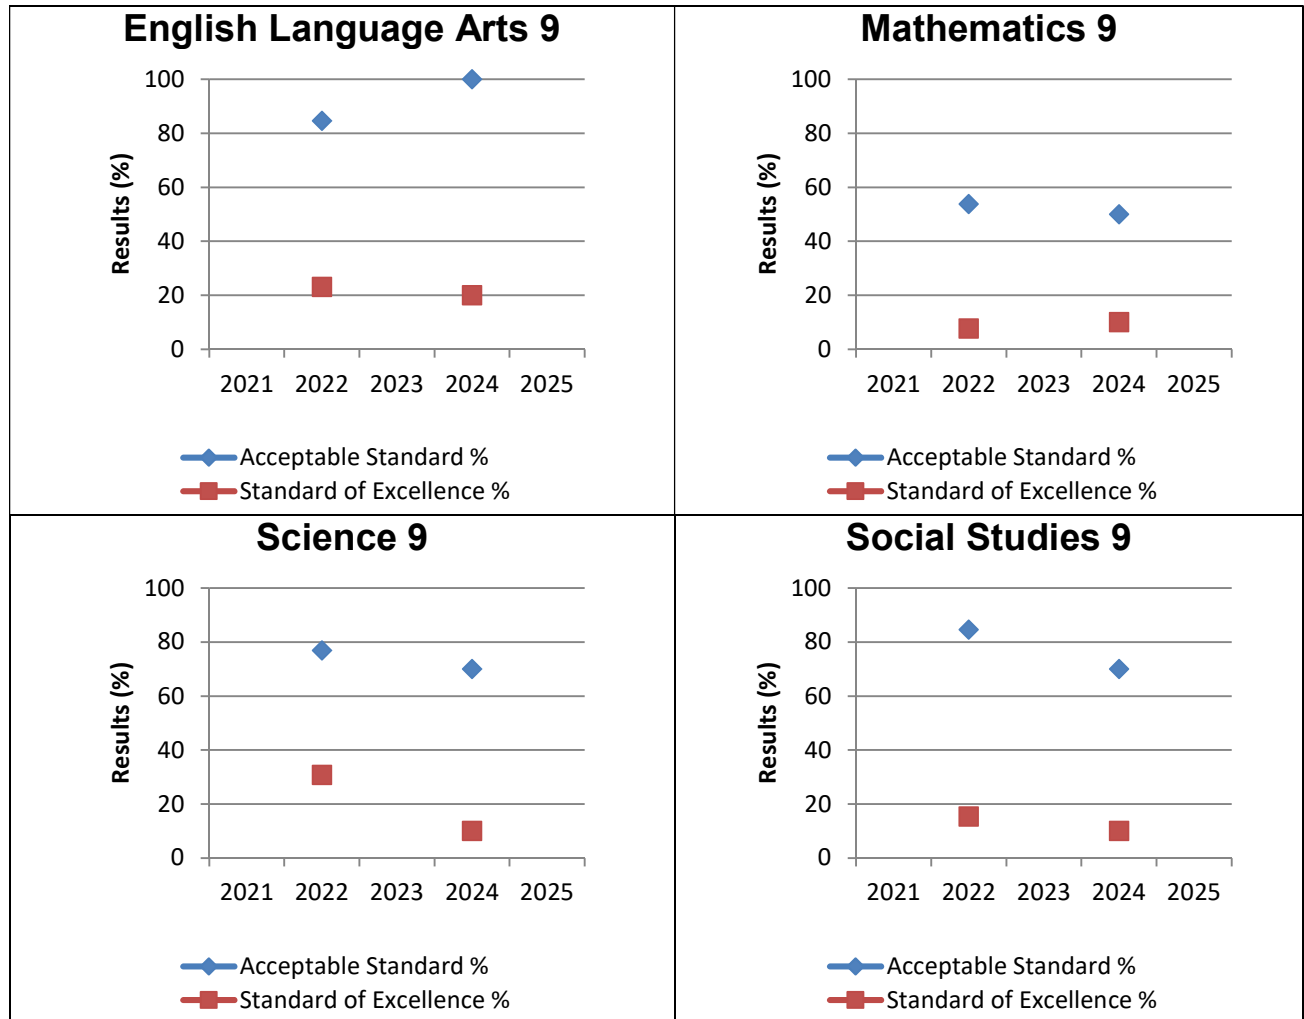 English Language Arts 9
100
80
60
40
20
0
Results (%)
2021 2022 2023 2024 2025
Acceptable Standard %
Standard of Excellence %
Mathematics 9
100
80
60
40
20
0
Results (%)
2021 2022 2023 2024 2025
Acceptable Standard %
Standard of Excellence %
Science 9
100
80
60
40
20
0
Results (%)
2021 2022 2023 2024 2025
Acceptable Standard %
Standard of Excellence %
Social Studies 9
100
80
60
40
20
0
Results (%)
2021 2022 2023 2024 2025
Acceptable Standard %
Standard of Excellence %